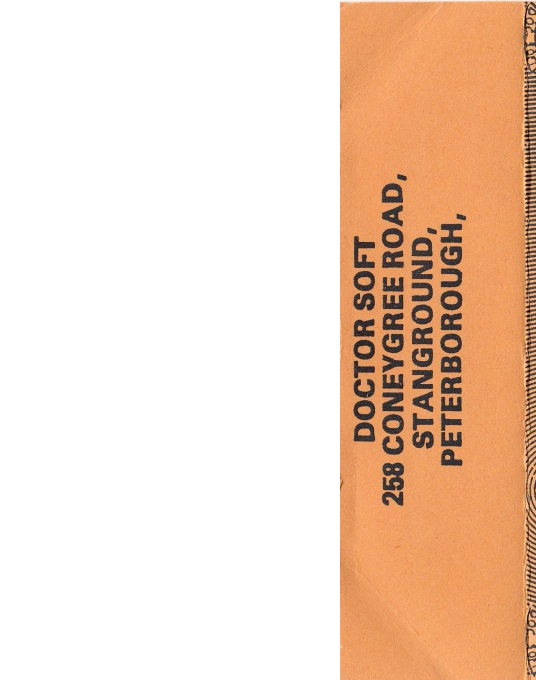 DOCTOR SOFT
258 CONEYGREE ROAD,
STANGROUND,
PETERBOROUGH,